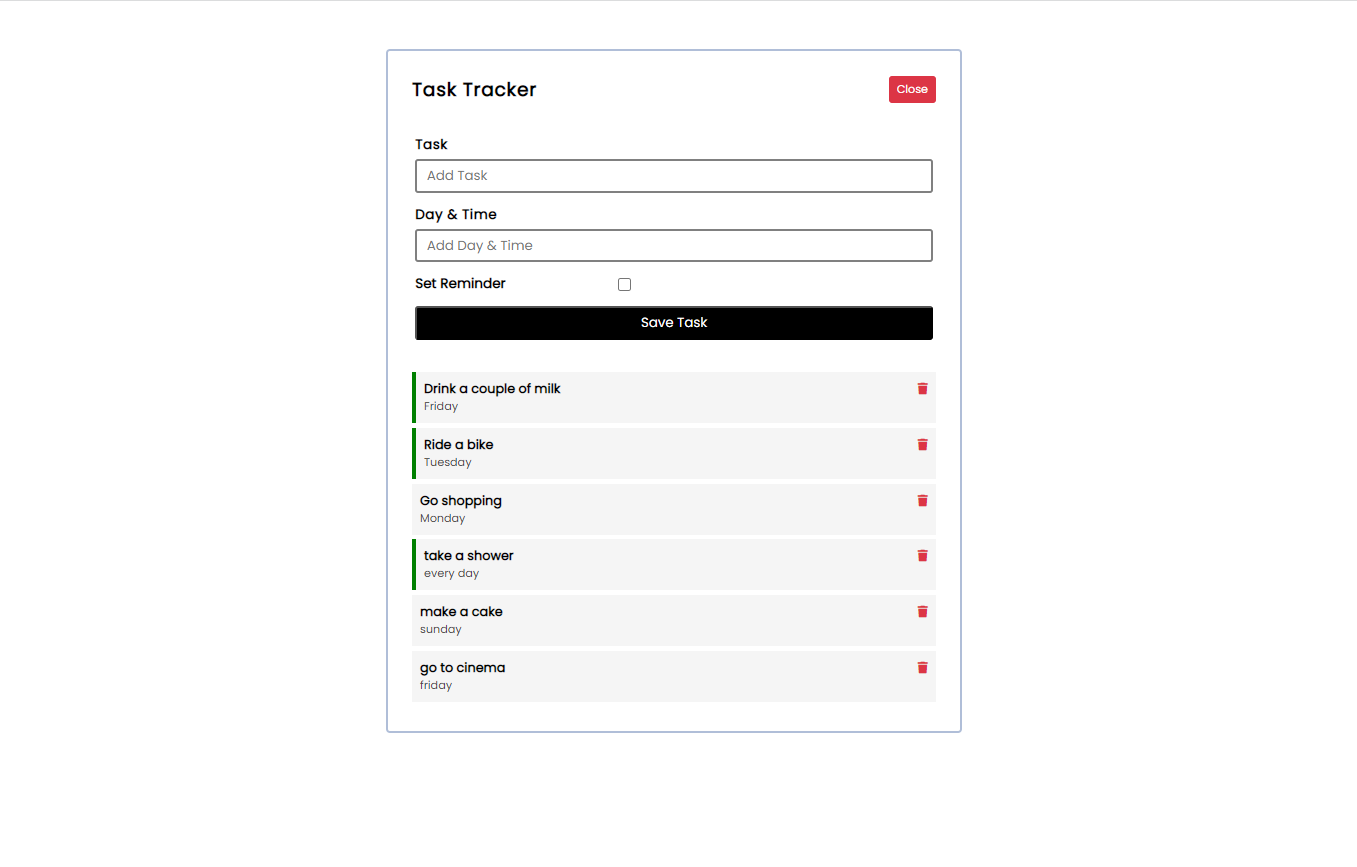 Task Tracker
Close
Task
Add Task
Day & Time
Add Day & Time
Set Reminder
Save Task
Drink a couple of milk
Friday
Ride a bike
Tuesday
Go shopping
Monday
take a shower
every day
make a cake
sunday
go to cinema
friday